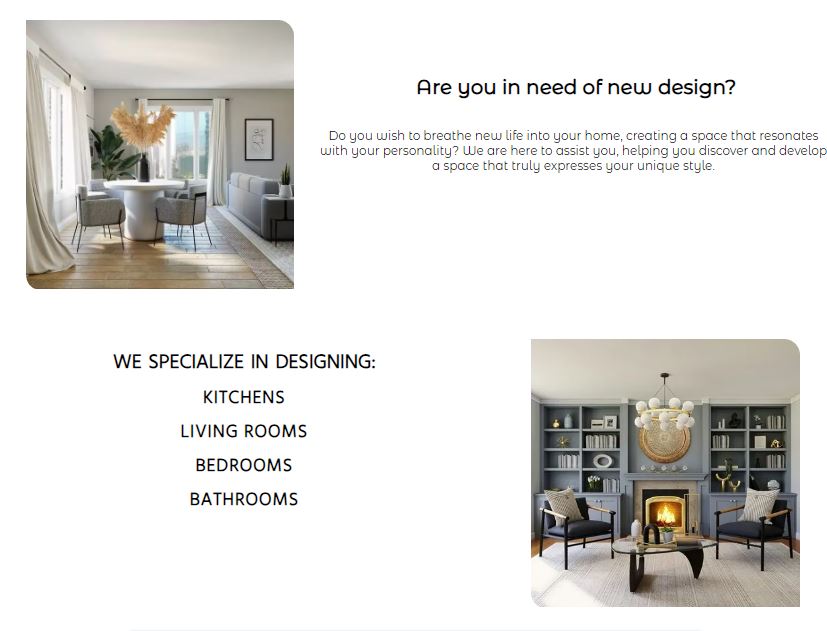 Are you in need of new design?
Do you wish to breathe new life into your home, creating a space that resonates
with your personality? We are here to assist you, helping you discover and develop
a space that truly expresses your unique style.
WE SPECIALIZE IN DESIGNING:
KITCHENS
LIVING ROOMS
BEDROOMS
BATHROOMS